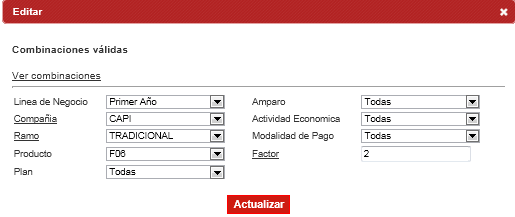 Editar
Combinaciones válidas
Ver combinaciones
Linea de Negocio Primer Año Amparo Todas
Compañia CAPI Actividad Economica Todas
Ramo TRADICIONAL Modalidad de Pago Todas
Producto F06 Factor 2
Plan Todas
Actualizar